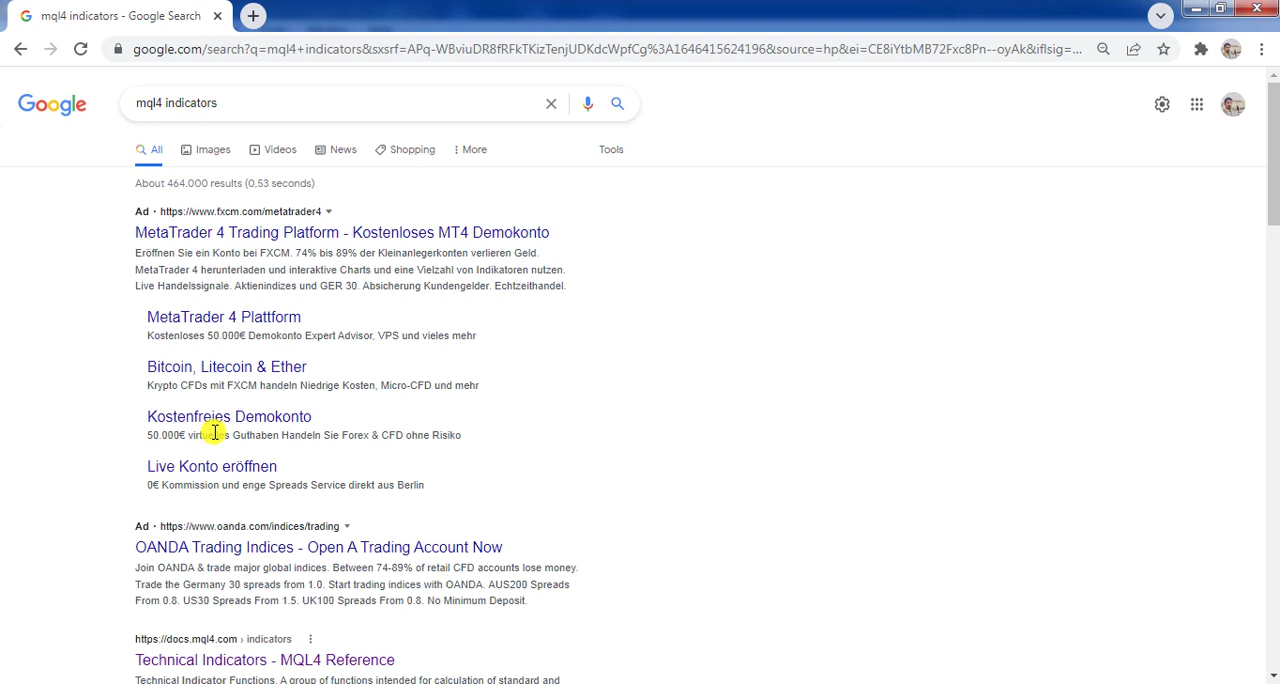 mql4 indicators - Google Search
google.com/search?q=mql4+indicators&sxsrf=APq-WBviuDR8fRFkTKizTenjUDKdcWpfCg%3A1646415624196&source=hp&ei=CE8iYtbMB72Fxc8Pn--oyAk&iflsig=...
Google
mql4 indicators
All
Images
Videos
News
Shopping
More
Tools
About 464.000 results (0,53 seconds)
Ad · https://www.fxcm.com/metatrader4
MetaTrader 4 Trading Platform - Kostenloses MT4 Demokonto
Eröffnen Sie ein Konto bei FXCM. 74% bis 89% der Kleinanlegerkonten verlieren Geld.
MetaTrader 4 herunterladen und interaktive Charts und eine Vielzahl von Indikatoren nutzen.
Live Handelssignale. Aktienindizes und GER 30. Absicherung Kundengelder. Echtzeithandel.
MetaTrader 4 Plattform
Kostenloses 50.000€ Demokonto Expert Advisor, VPS und vieles mehr
Bitcoin, Litecoin & Ether
Krypto CFDs mit FXCM handeln Niedrige Kosten, Micro-CFD und mehr
Kostenfreies Demokonto
50.000€ virtuelles Guthaben Handeln Sie Forex & CFD ohne Risiko
Live Konto eröffnen
0€ Kommission und enge Spreads Service direkt aus Berlin
Ad · https://www.oanda.com/indices/trading
OANDA Trading Indices - Open A Trading Account Now
Join OANDA & trade major global indices. Between 74-89% of retail CFD accounts lose money.
Trade the Germany 30 spreads from 1.0. Start trading indices with OANDA. AUS200 Spreads
From 0.8. US30 Spreads From 1.5. UK100 Spreads From 0.8. No Minimum Deposit.
https://docs.mql4.com › indicators
Technical Indicators - MQL4 Reference
Technical Indicator Functions. A group of functions intended for calculation of standard and